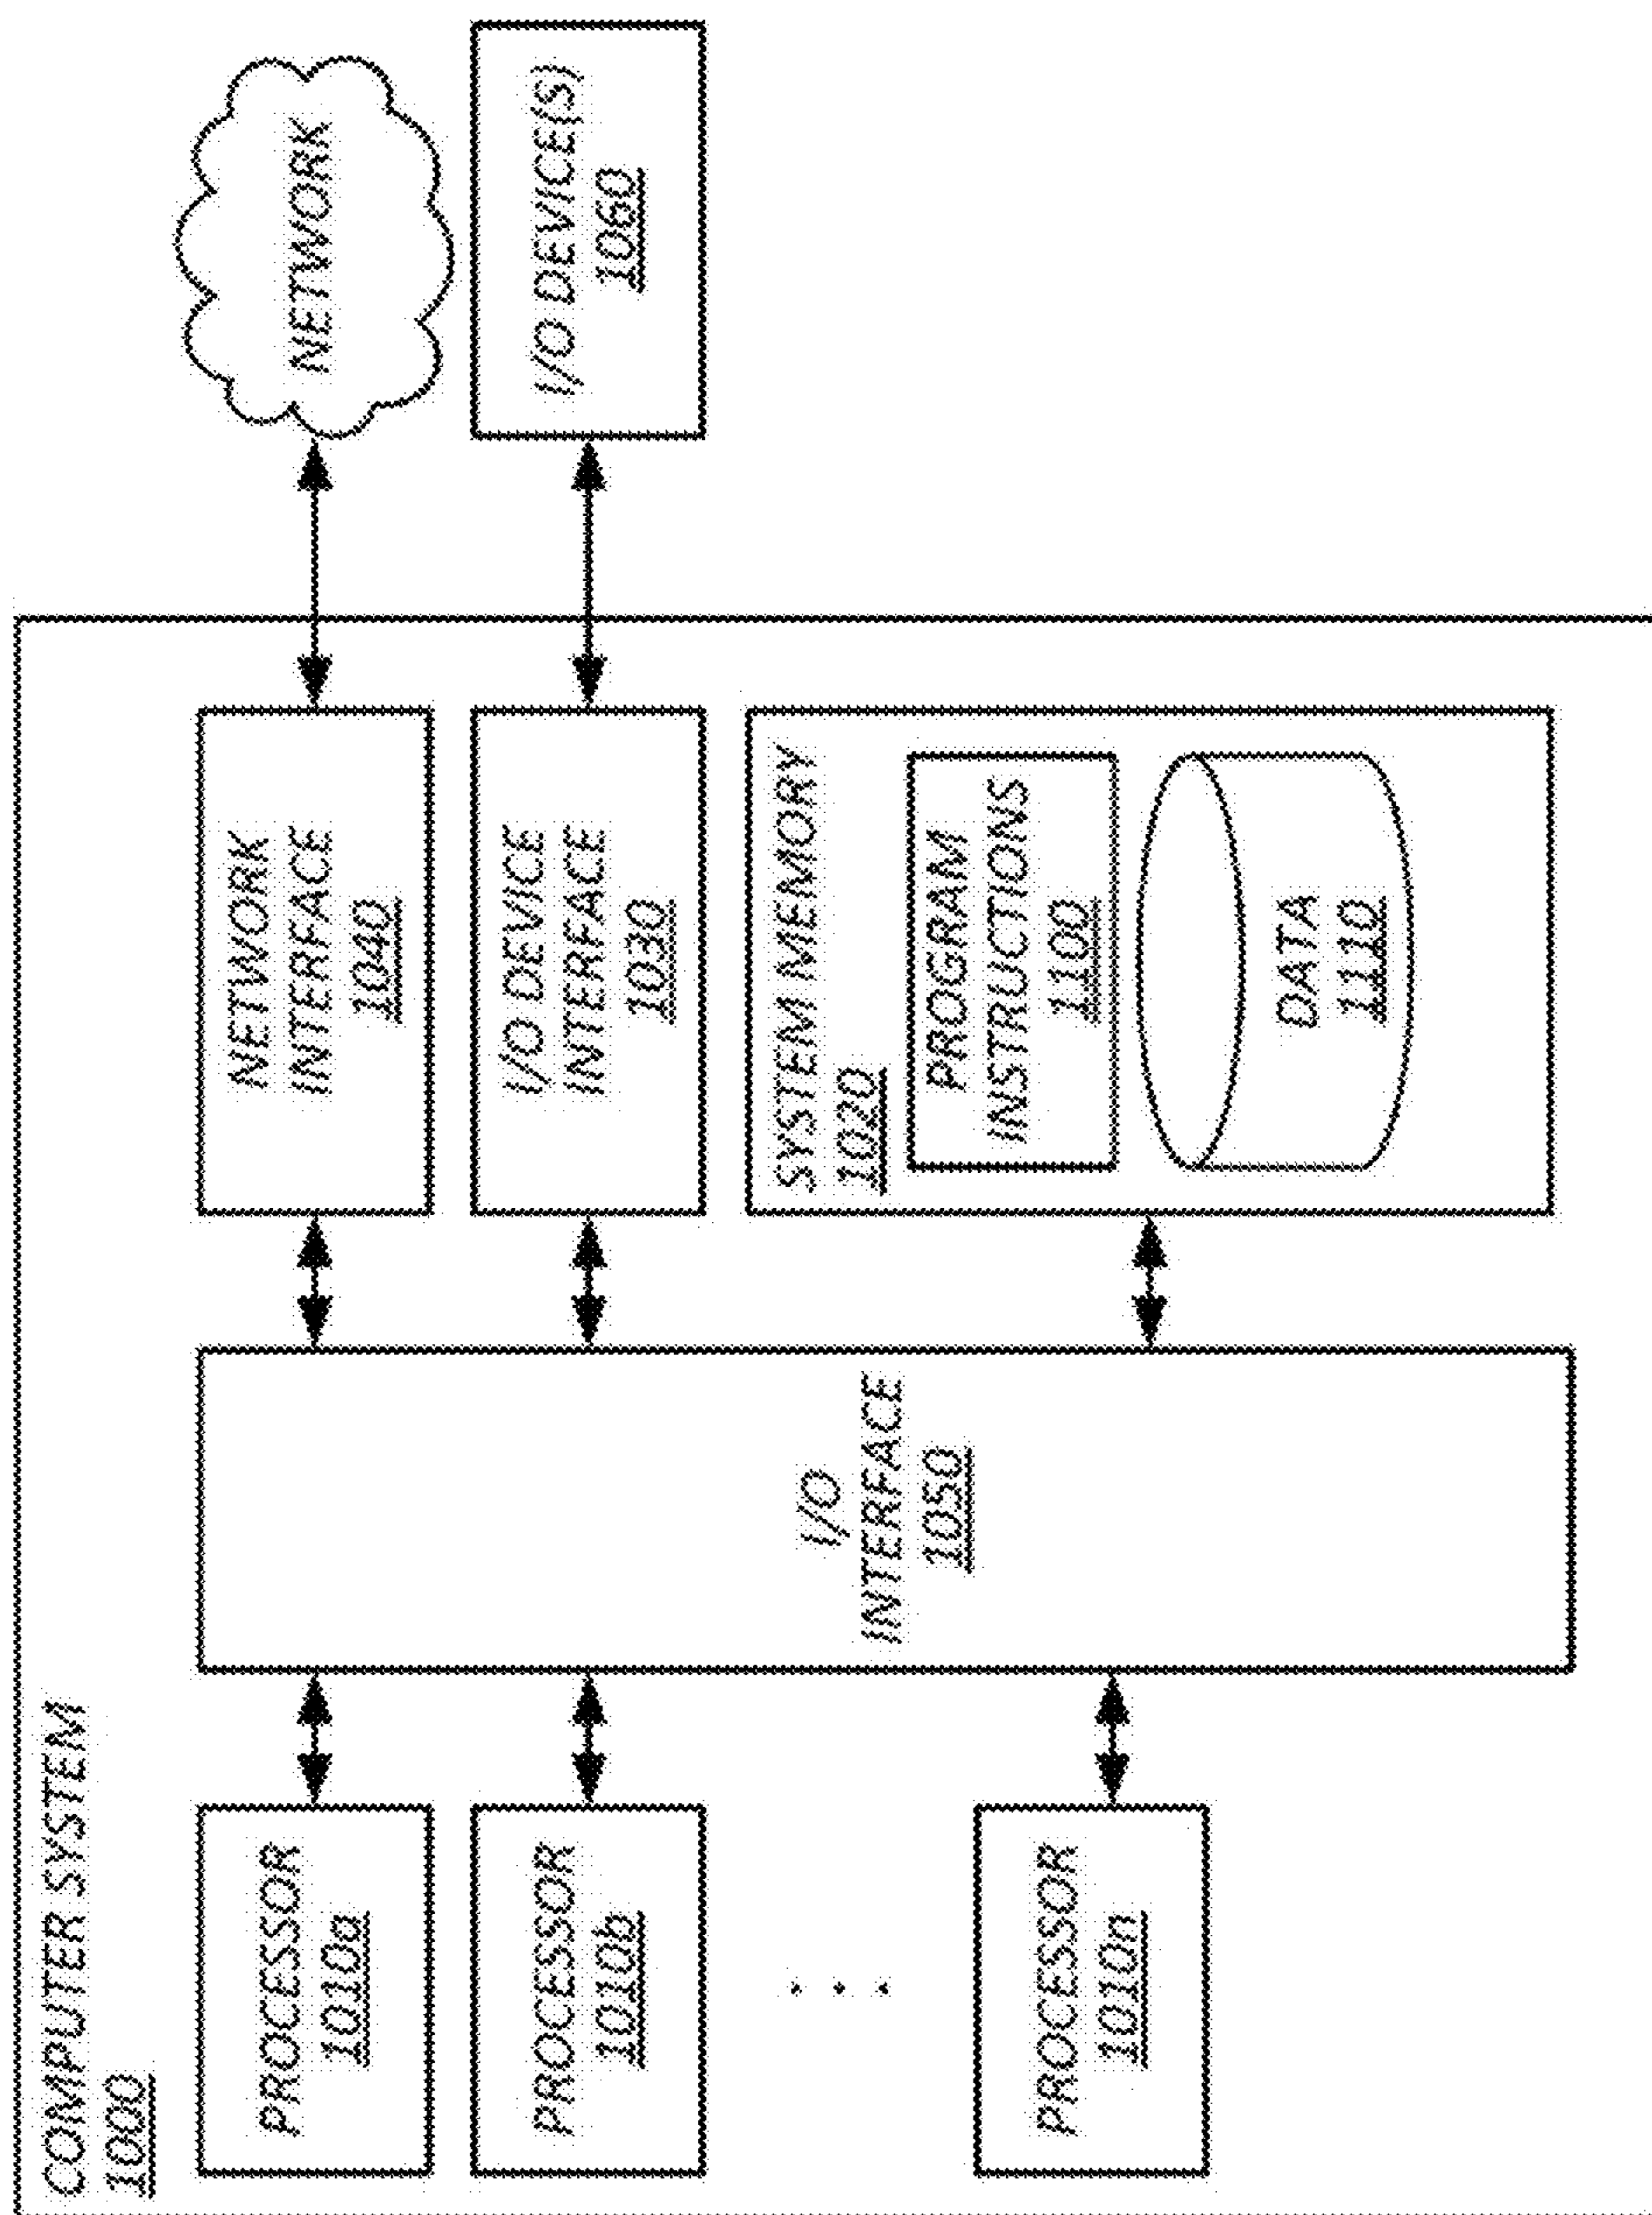 COMPUTER SYSTEM
1000
PROCESSOR
1010a
PROCESSOR
1010b
. . .
PROCESSOR
1010n
I/O
INTERFACE
1050
NETWORK
INTERFACE
1040
I/O DEVICE
INTERFACE
1030
SYSTEM MEMORY
1020
PROGRAM
INSTRUCTIONS
1100
DATA
1110
NETWORK
I/O DEVICE(S)
1060